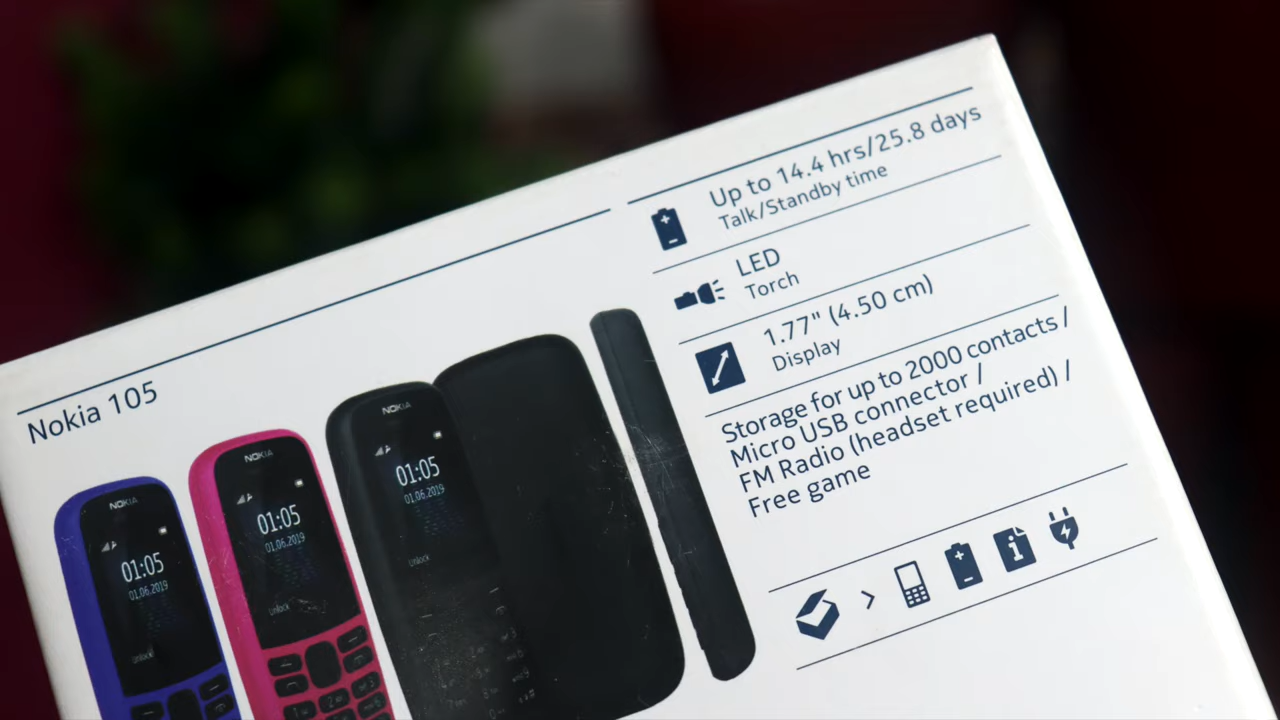 Up to 14.4 hrs/25.8 days
Talk/Standby time
LED
Torch
1.77" (4.50 cm)
Display
Storage for up to 2000 contacts /
Micro USB connector /
FM Radio (headset required) /
Free game
Nokia 105
NOKIA
01:05
01.06.2019
Unlock
NOKIA
01:05
01.06.2019
Unlock
NOKIA
01:05
01.06.2019
Unlock